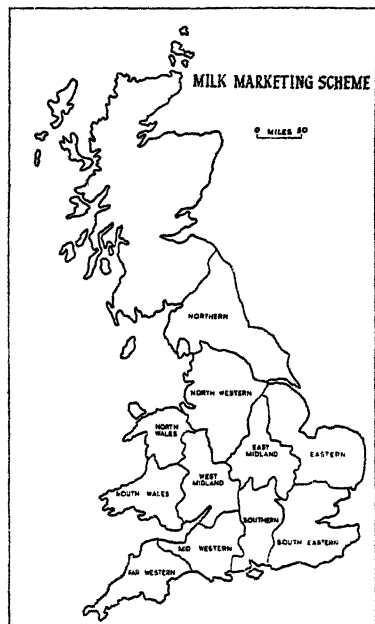 MILK MARKETING SCHEME
0 MILES 50
NORTHERN
NORTH WESTERN
NORTH
WALES
EAST
MIDLAND
EASTERN
WEST
MIDLAND
SOUTH WALES
SOUTHERN
MID WESTERN
SOUTH EASTERN
FAR WESTERN